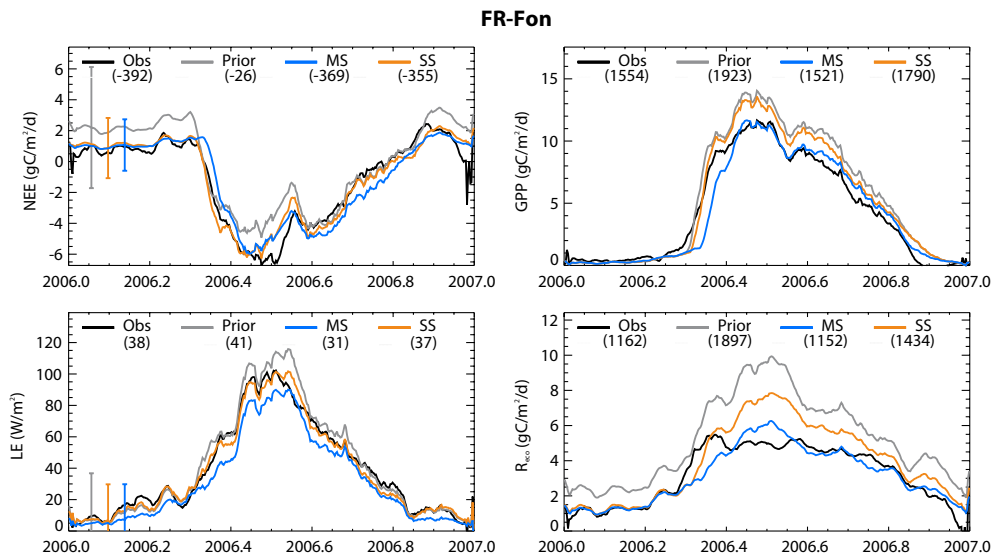 FR-Fon
Obs Prior MS SS
(-392) (-26) (-369) (-355)
NEE (gC/m²/d)
6
4
2
0
-2
-4
-6
2006.0 2006.2 2006.4 2006.6 2006.8 2007.0
Obs Prior MS SS
(1554) (1923) (1521) (1790)
GPP (gC/m²/d)
15
10
5
0
2006.0 2006.2 2006.4 2006.6 2006.8 2007.0
Obs Prior MS SS
(38) (41) (31) (37)
LE (W/m²)
100
80
60
40
20
0
2006.0 2006.2 2006.4 2006.6 2006.8 2007.0
Obs Prior MS SS
(1162) (1897) (1152) (1434)
Reco (gC/m²/d)
12
10
8
6
4
2
0
2006.0 2006.2 2006.4 2006.6 2006.8 2007.0